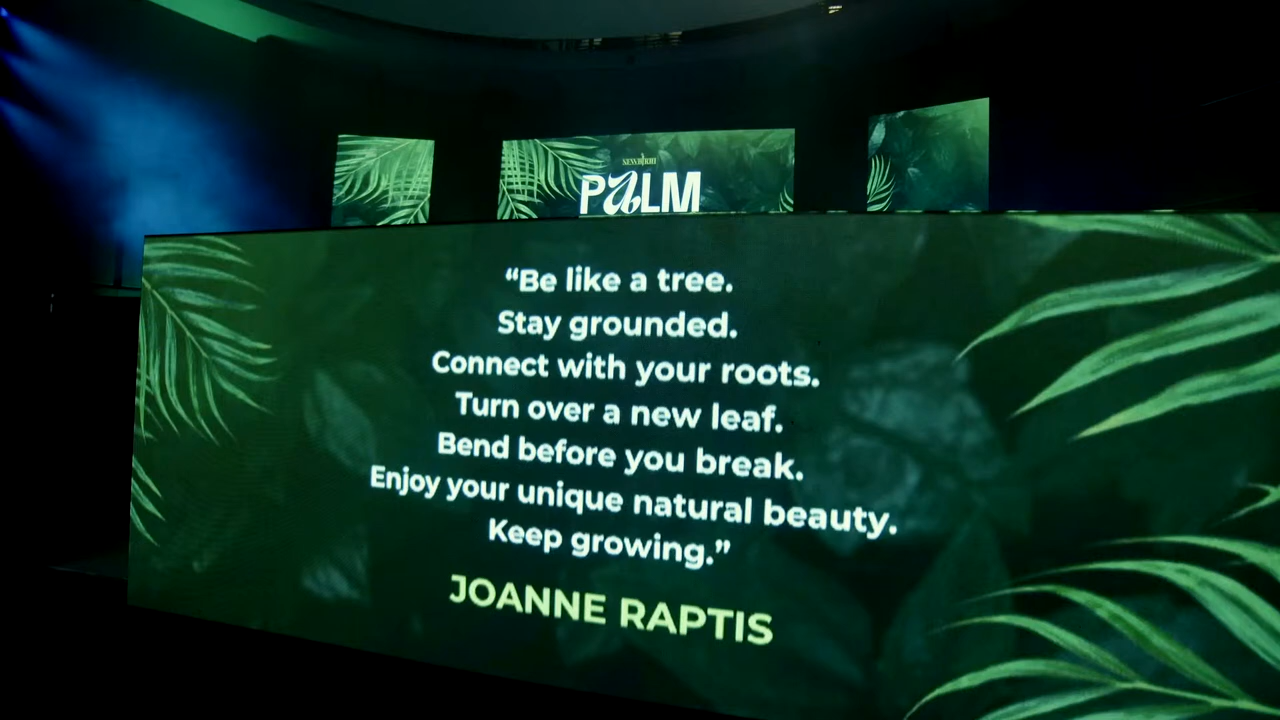 PALM
“Be like a tree.
Stay grounded.
Connect with your roots.
Turn over a new leaf.
Bend before you break.
Enjoy your unique natural beauty.
Keep growing.”
JOANNE RAPTIS